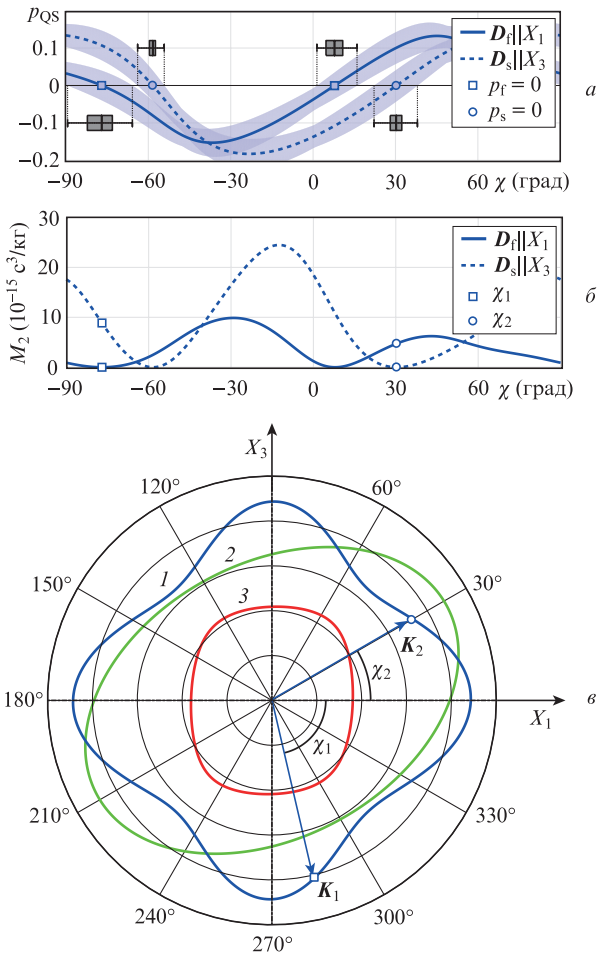 p_QS
0.1
0
−0.1
−0.2
D_f||X_1
D_s||X_3
p_f = 0
p_s = 0
а
−90
−60
−30
0
30
60
χ (град)
M_2 (10^−15 с^3/кг)
30
20
10
0
D_f||X_1
D_s||X_3
χ_1
χ_2
б
−90
−60
−30
0
30
60
χ (град)
X_3
120°
60°
150°
1
2
3
30°
K_2
χ_2
180°
X_1
в
χ_1
210°
330°
K_1
240°
300°
270°